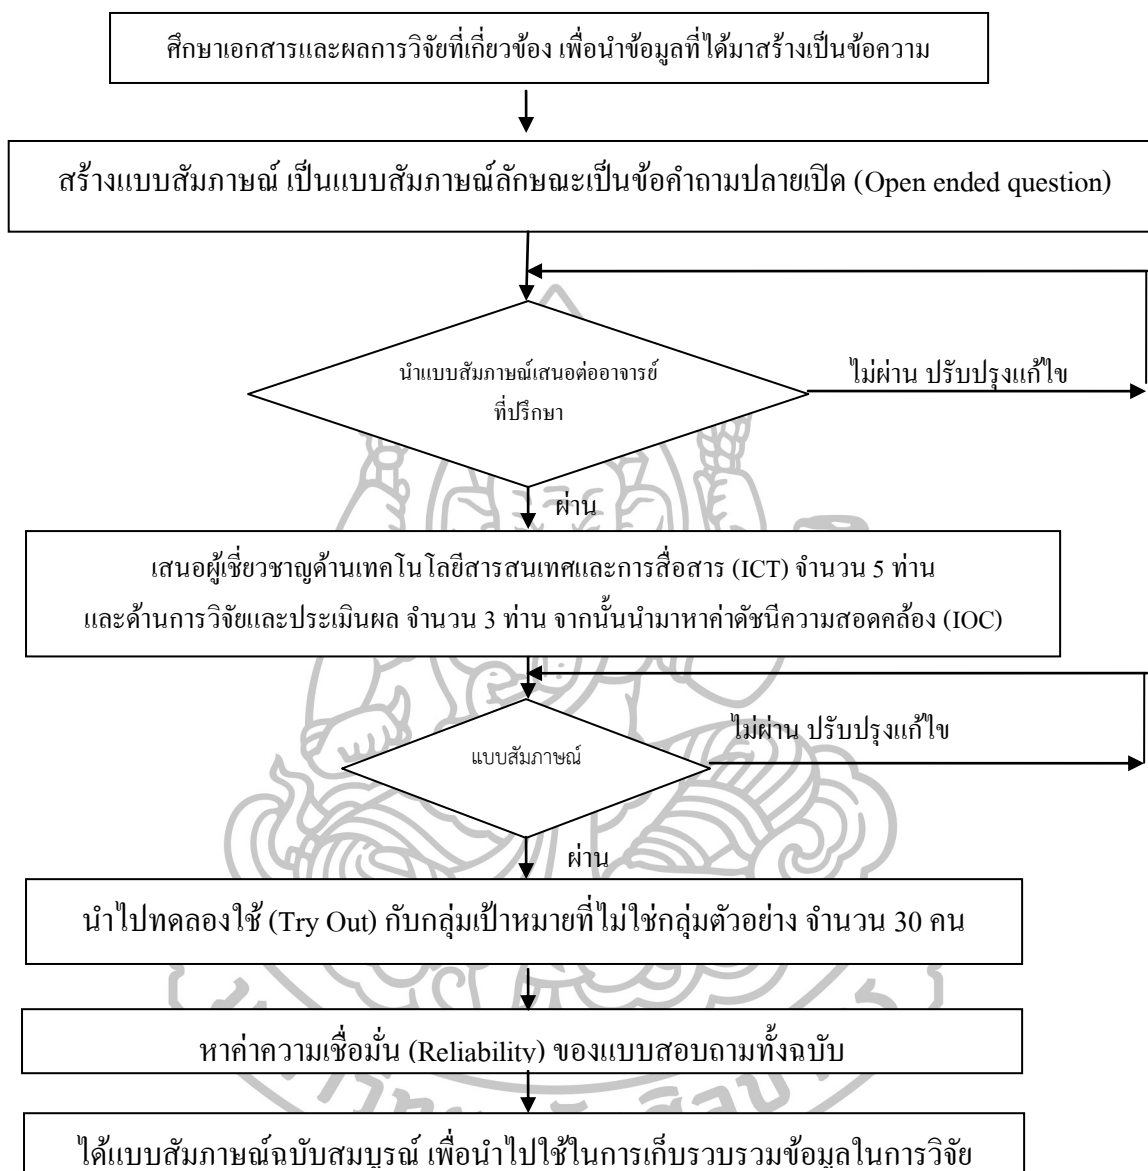 ศึกษาเอกสารและผลการวิจัยที่เกี่ยวข้อง เพื่อนำข้อมูลที่ได้มาสร้างเป็นข้อความ
สร้างแบบสัมภาษณ์ เป็นแบบสัมภาษณ์ลักษณะเป็นข้อคำถามปลายเปิด (Open ended question)
นำแบบสัมภาษณ์เสนอต่ออาจารย์
ที่ปรึกษา
ไม่ผ่าน ปรับปรุงแก้ไข
ผ่าน
เสนอผู้เชี่ยวชาญด้านเทคโนโลยีสารสนเทศและการสื่อสาร (ICT) จำนวน 5 ท่าน
และด้านการวิจัยและประเมินผล จำนวน 3 ท่าน จากนั้นนำมาหาค่าดัชนีความสอดคล้อง (IOC)
ไม่ผ่าน ปรับปรุงแก้ไข
แบบสัมภาษณ์
ผ่าน
นำไปทดลองใช้ (Try Out) กับกลุ่มเป้าหมายที่ไม่ใช่กลุ่มตัวอย่าง จำนวน 30 คน
หาค่าความเชื่อมั่น (Reliability) ของแบบสอบถามทั้งฉบับ
ได้แบบสัมภาษณ์ฉบับสมบูรณ์ เพื่อนำไปใช้ในการเก็บรวบรวมข้อมูลในการวิจัย